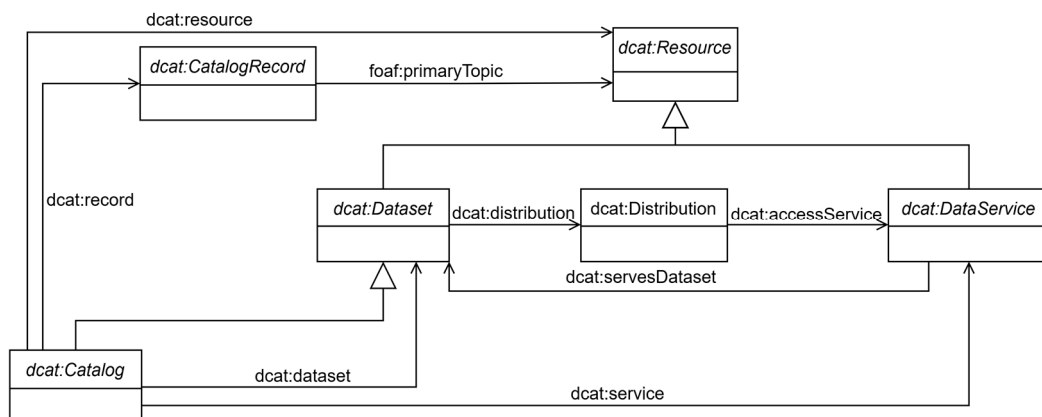 dcat:resource
dcat:Resource
dcat:CatalogRecord
foaf:primaryTopic
dcat:record
dcat:Dataset
dcat:distribution
dcat:Distribution
dcat:accessService
dcat:DataService
dcat:servesDataset
dcat:Catalog
dcat:dataset
dcat:service